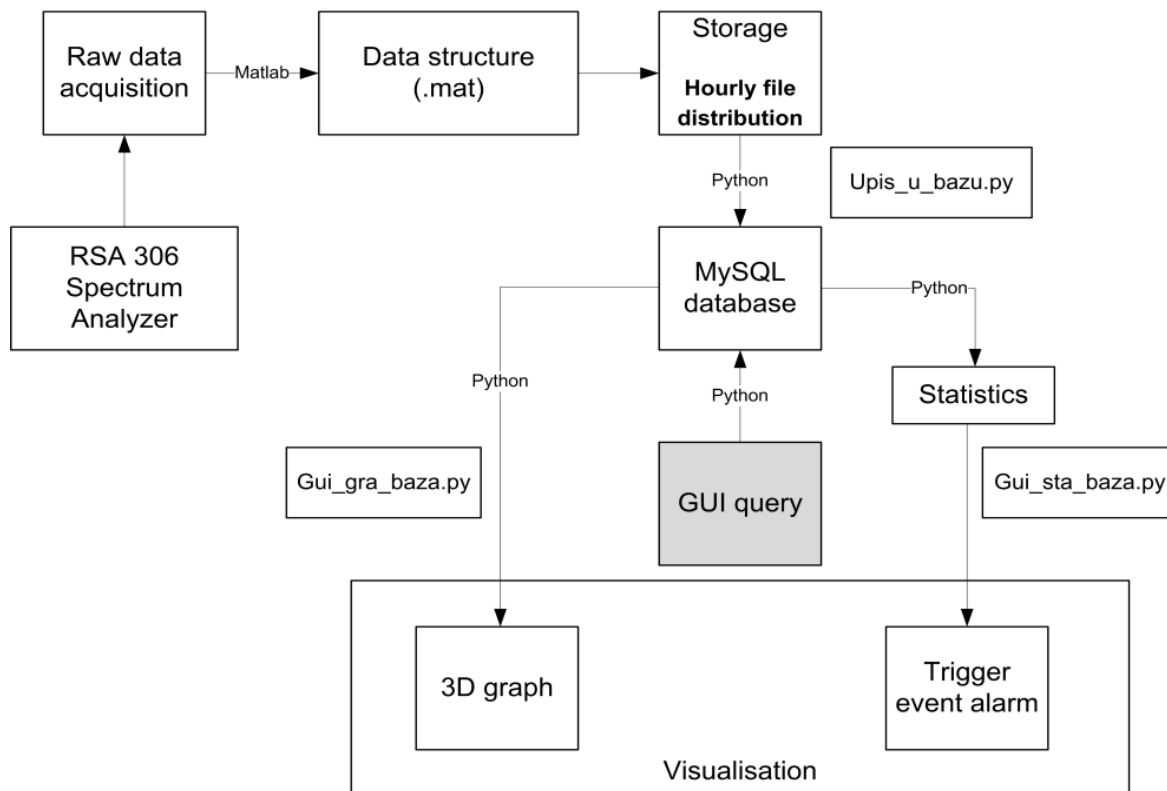 Raw data
acquisition
Matlab
Data structure
(.mat)
Storage
Hourly file
distribution
Python
Upis_u_bazu.py
RSA 306
Spectrum
Analyzer
MySQL
database
Python
Python
Python
Statistics
Gui_gra_baza.py
GUI query
Gui_sta_baza.py
3D graph
Trigger
event alarm
Visualisation